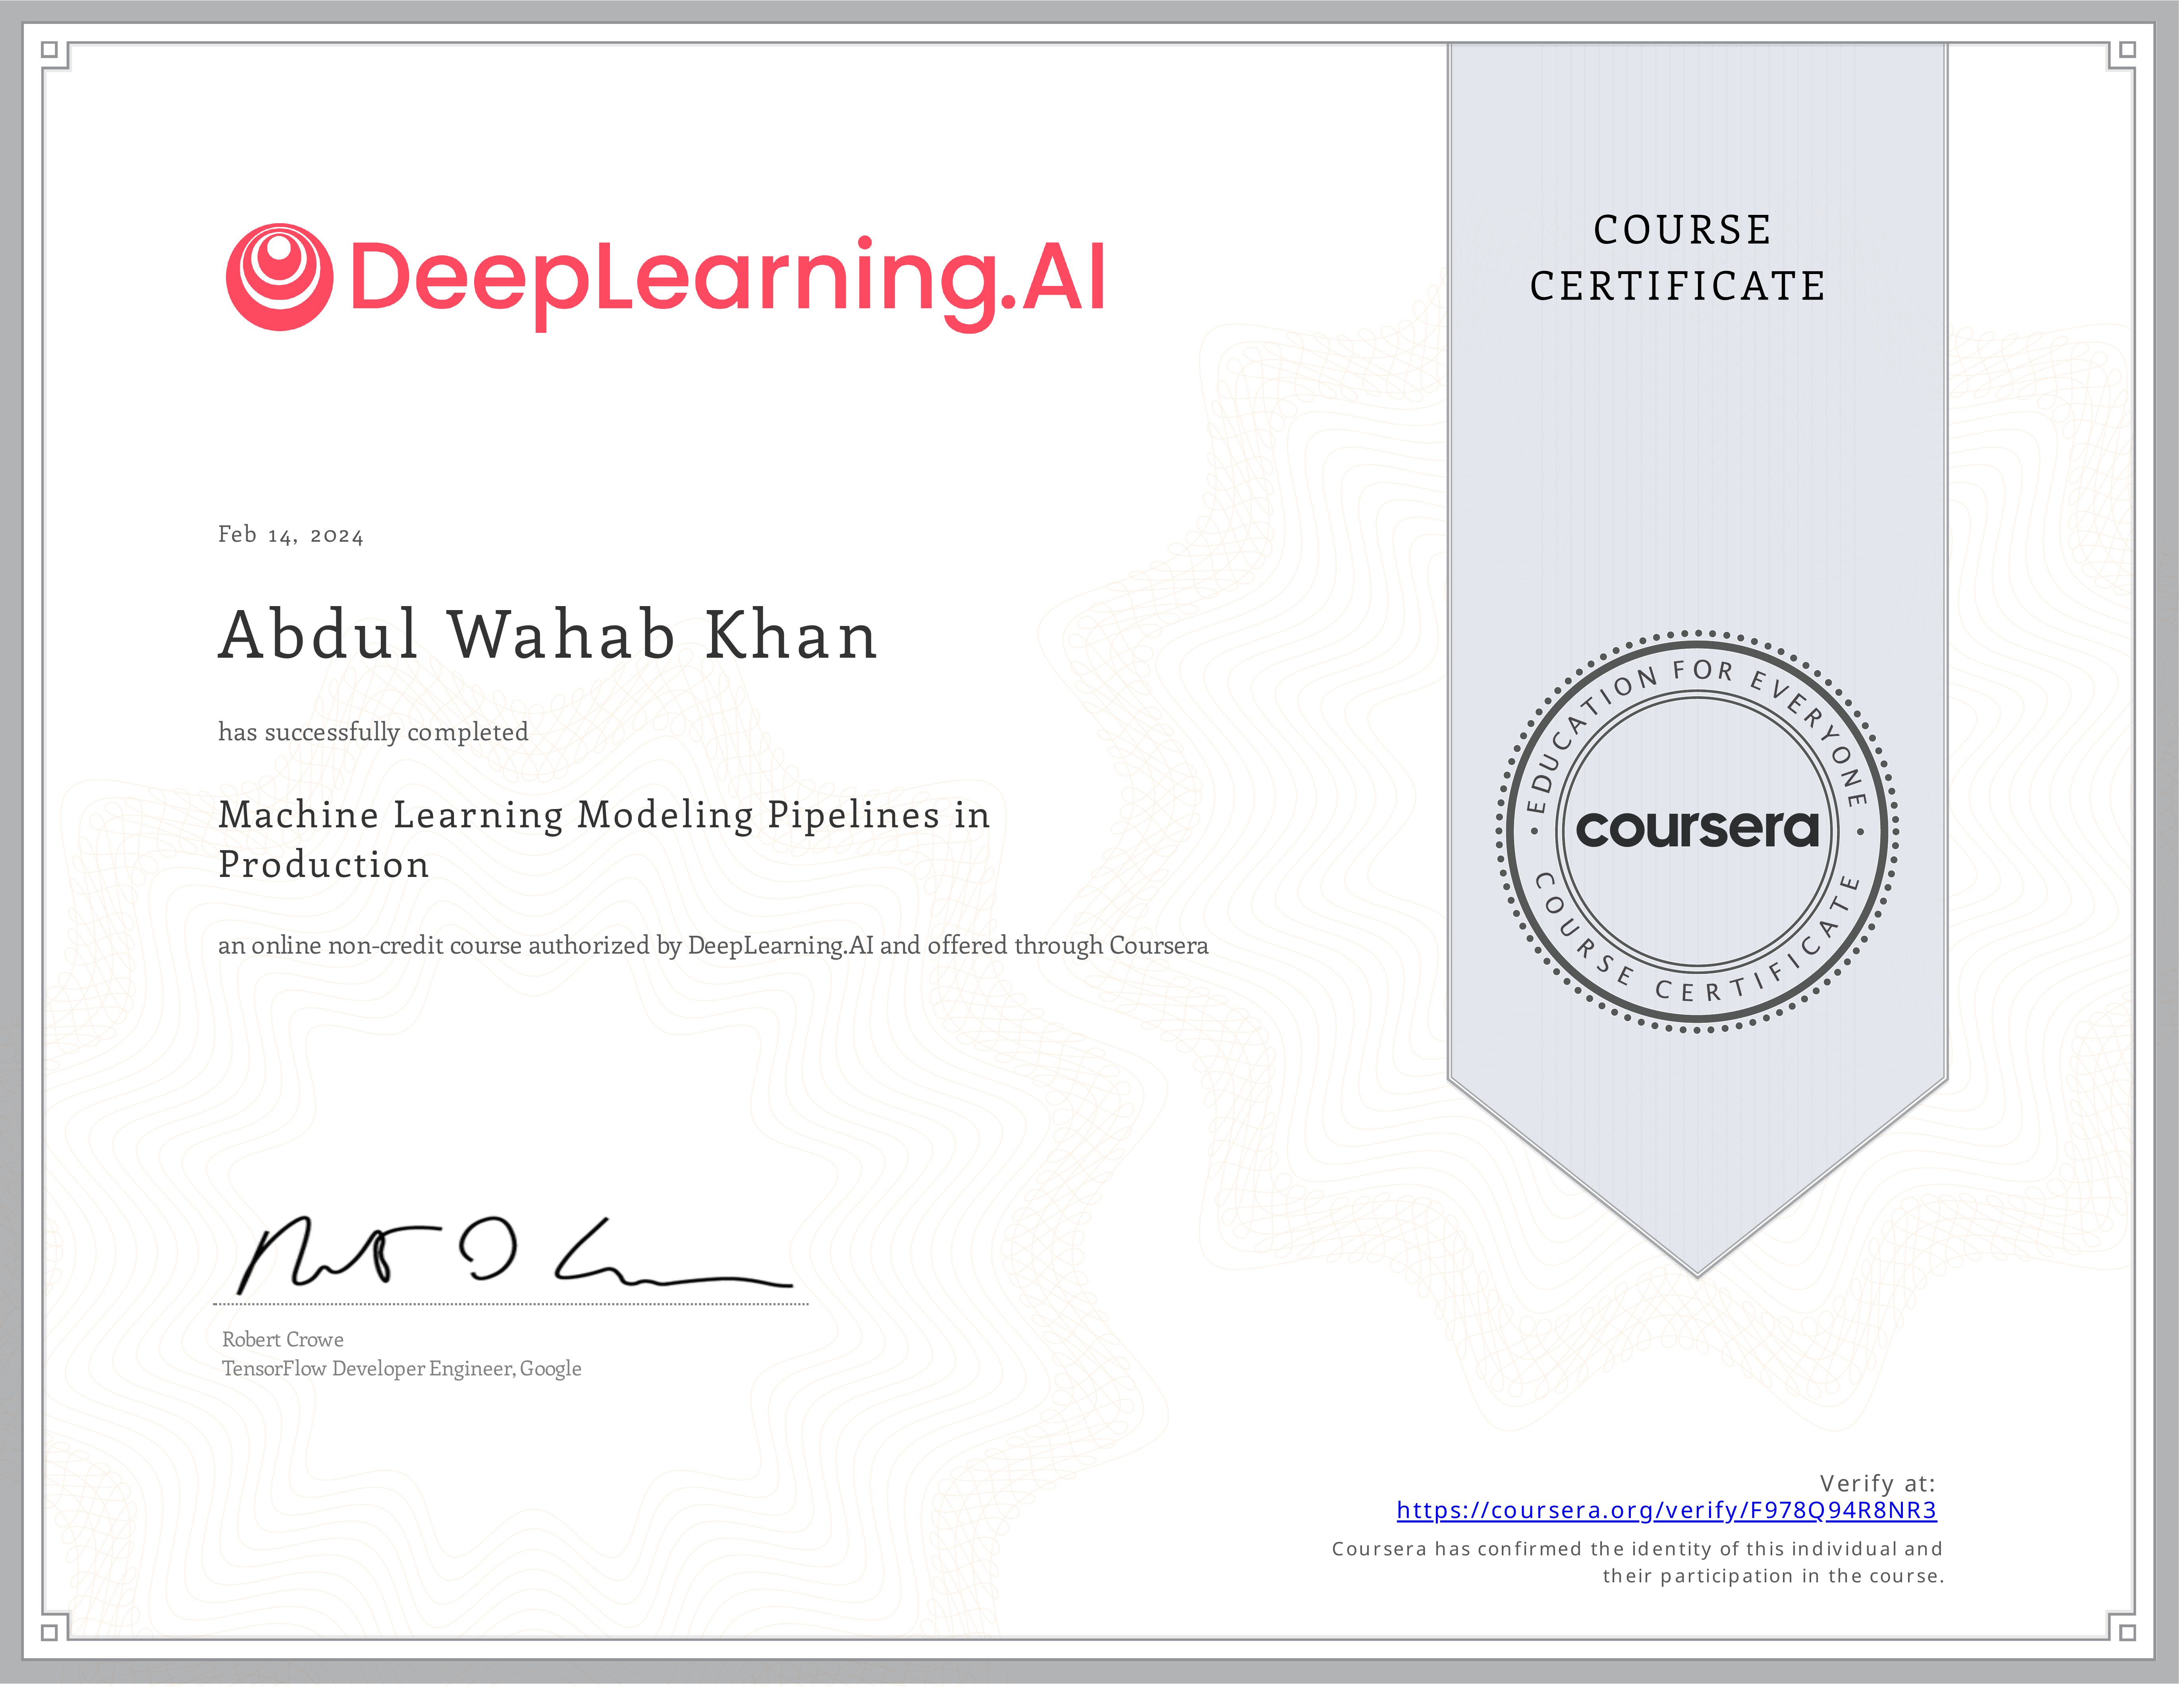 DeepLearning.AI
COURSE
CERTIFICATE
Feb 14, 2024
Abdul Wahab Khan
has successfully completed
Machine Learning Modeling Pipelines in
Production
an online non-credit course authorized by DeepLearning.AI and offered through Coursera
EDUCATION FOR EVERYONE
coursera
COURSE CERTIFICATE
Robert Crowe
TensorFlow Developer Engineer, Google
Verify at:
https://coursera.org/verify/F978Q94R8NR3
Coursera has confirmed the identity of this individual and
their participation in the course.